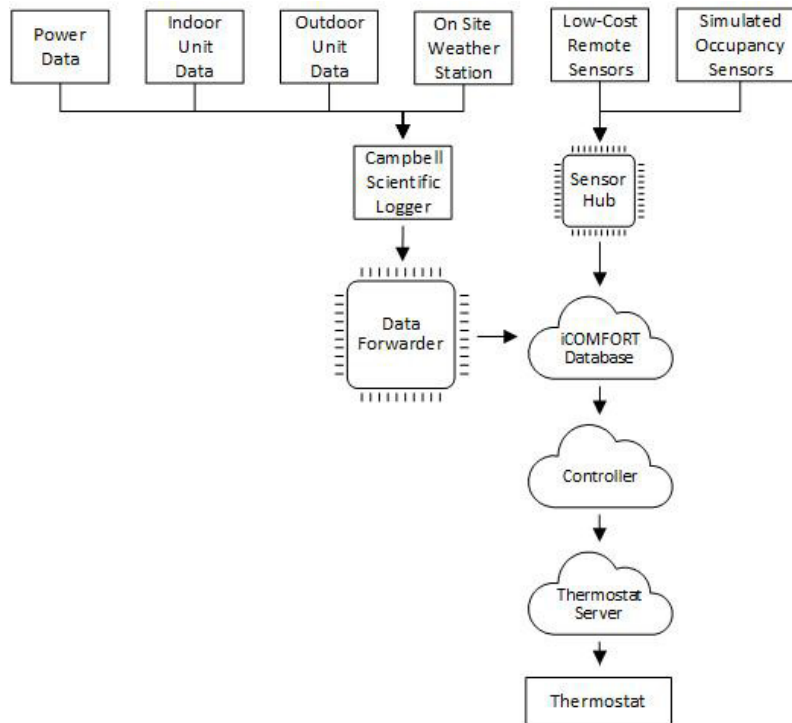 Power
Data
Indoor
Unit
Data
Outdoor
Unit
Data
On Site
Weather
Station
Low-Cost
Remote
Sensors
Simulated
Occupancy
Sensors
Campbell
Scientific
Logger
Sensor
Hub
Data
Forwarder
iCOMFORT
Database
Controller
Thermostat
Server
Thermostat